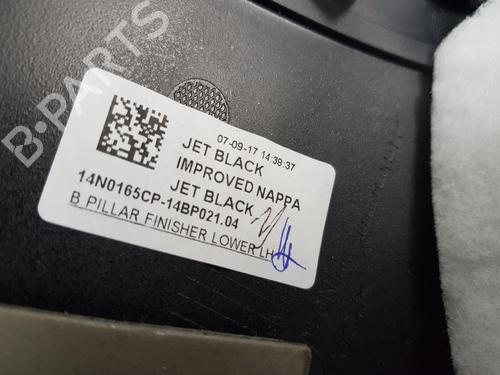 B-PARTS
07-09-17 14:38:37
JET BLACK
IMPROVED NAPPA
14N0165CP-14BP021.04
JET BLACK
B PILLAR FINISHER LOWER LH